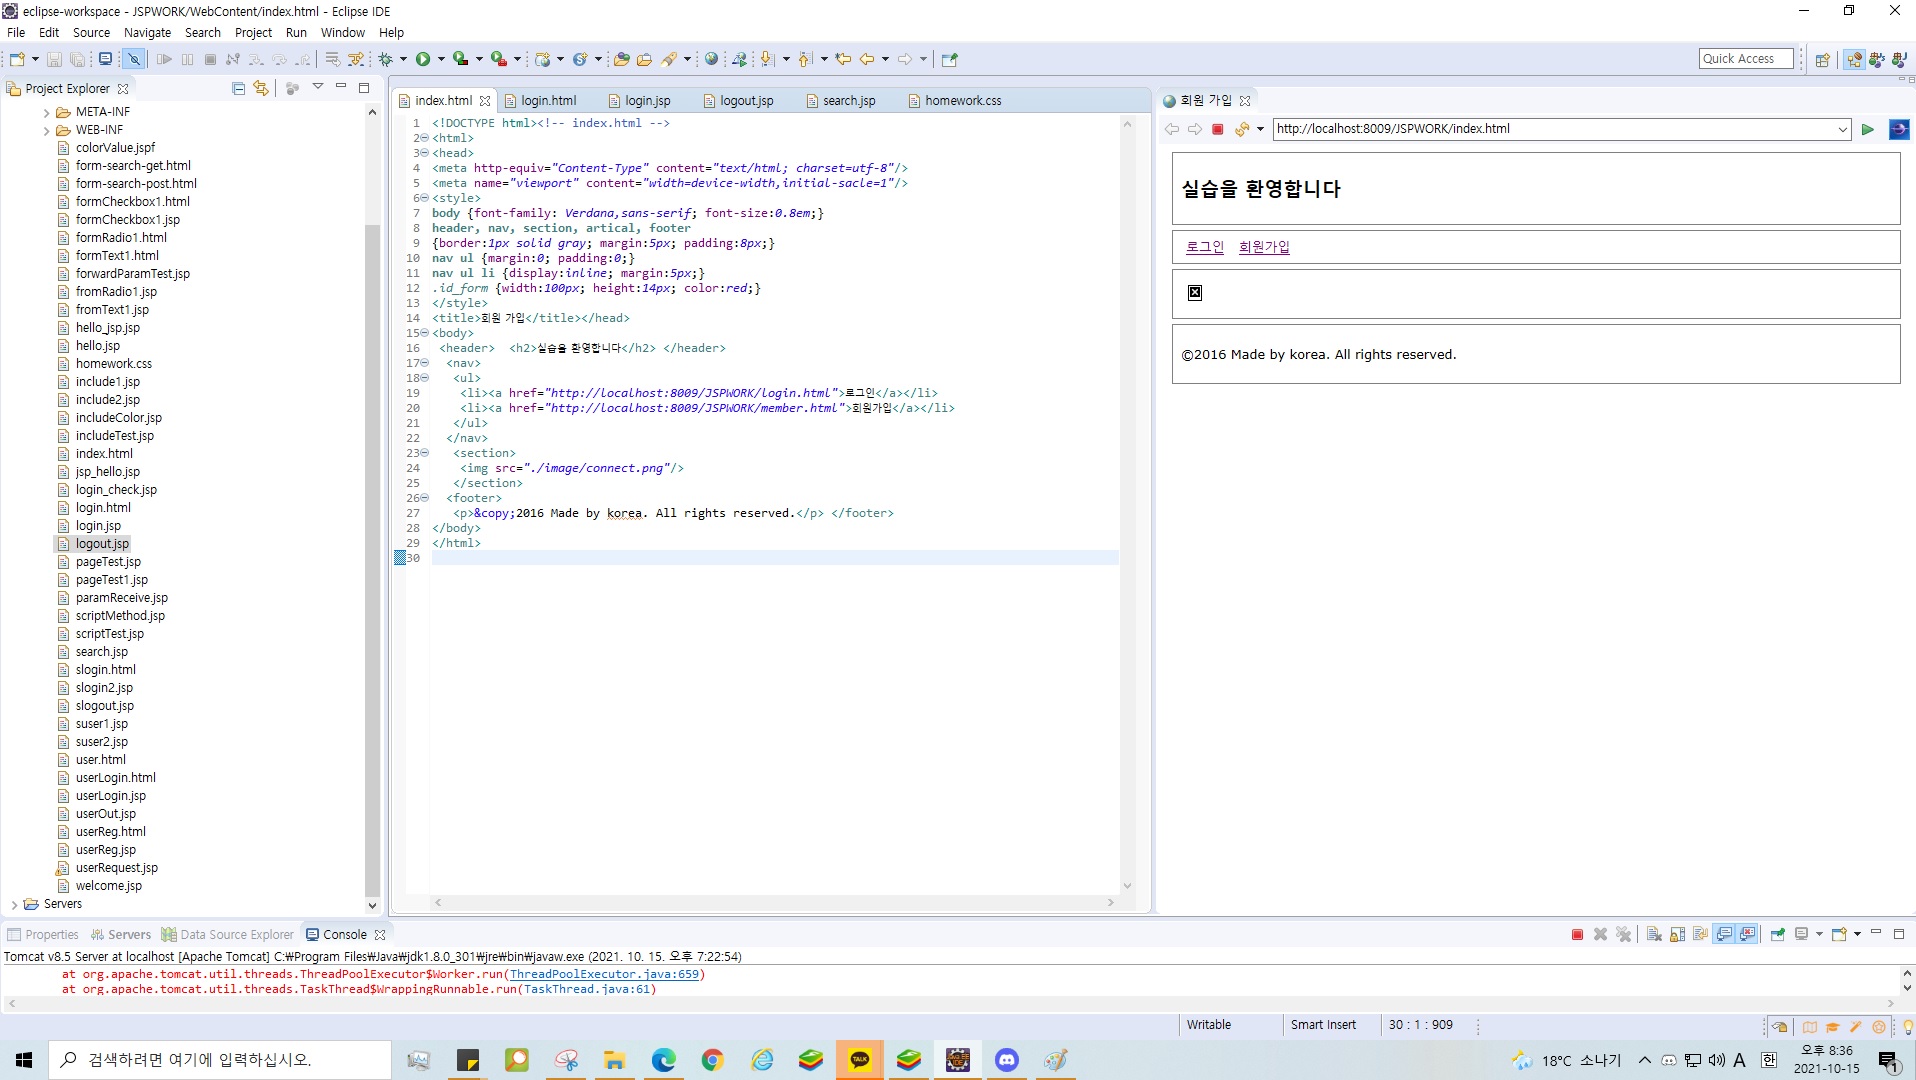 eclipse-workspace - JSPWORK/WebContent/index.html - Eclipse IDE
File Edit Source Navigate Search Project Run Window Help
Quick Access
Project Explorer
META-INF
WEB-INF
colorValue.jspf
form-search-get.html
form-search-post.html
formCheckbox1.html
formCheckbox1.jsp
formRadio1.html
formText1.html
forwardParamTest.jsp
fromRadio1.jsp
fromText1.jsp
hello_jsp.jsp
hello.jsp
homework.css
include1.jsp
include2.jsp
includeColor.jsp
includeTest.jsp
index.html
jsp_hello.jsp
login_check.jsp
login.html
login.jsp
logout.jsp
pageTest.jsp
pageTest1.jsp
paramReceive.jsp
scriptMethod.jsp
scriptTest.jsp
search.jsp
slogin.html
slogin2.jsp
slogout.jsp
suser1.jsp
suser2.jsp
user.html
userLogin.html
userLogin.jsp
userOut.jsp
userReg.html
userReg.jsp
userRequest.jsp
welcome.jsp
Servers
index.html login.html login.jsp logout.jsp search.jsp homework.css
1 <!DOCTYPE html><!-- index.html -->
2 <html>
3 <head>
4 <meta http-equiv="Content-Type" content="text/html; charset=utf-8"/>
5 <meta name="viewport" content="width=device-width,initial-sacle=1"/>
6 <style>
7 body {font-family: Verdana,sans-serif; font-size:0.8em;}
8 header, nav, section, artical, footer
9 {border:1px solid gray; margin:5px; padding:8px;}
10 nav ul {margin:0; padding:0;}
11 nav ul li {display:inline; margin:5px;}
12 .id_form {width:100px; height:14px; color:red;}
13 </style>
14 <title>회원 가입</title></head>
15 <body>
16 <header> <h2>실습을 환영합니다</h2> </header>
17 <nav>
18 <ul>
19 <li><a href="http://localhost:8009/JSPWORK/login.html">로그인</a></li>
20 <li><a href="http://localhost:8009/JSPWORK/member.html">회원가입</a></li>
21 </ul>
22 </nav>
23 <section>
24 <img src="./image/connect.png"/>
25 </section>
26 <footer>
27 <p>&copy;2016 Made by korea. All rights reserved.</p> </footer>
28 </body>
29 </html>
30
회원 가입
http://localhost:8009/JSPWORK/index.html
실습을 환영합니다
로그인 회원가입
©2016 Made by korea. All rights reserved.
Properties Servers Data Source Explorer Console
Tomcat v8.5 Server at localhost [Apache Tomcat] C:₩Program Files₩Java₩jdk1.8.0_301₩jre₩bin₩javaw.exe (2021. 10. 15. 오후 7:22:54)
at org.apache.tomcat.util.threads.ThreadPoolExecutor$Worker.run(ThreadPoolExecutor.java:659)
at org.apache.tomcat.util.threads.TaskThread$WrappingRunnable.run(TaskThread.java:61)
Writable Smart Insert 30 : 1 : 909
검색하려면 여기에 입력하십시오.
TALK
18°C 소나기
A 한
오후 8:36
2021-10-15
1